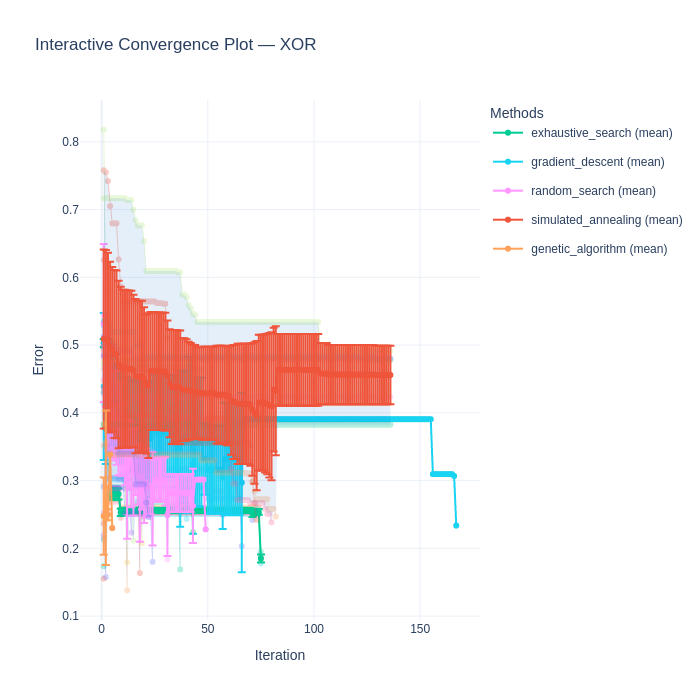 Interactive Convergence Plot — XOR
Methods
exhaustive_search (mean)
gradient_descent (mean)
random_search (mean)
simulated_annealing (mean)
genetic_algorithm (mean)
Error
0.8
0.7
0.6
0.5
0.4
0.3
0.2
0.1
0
50
100
150
Iteration